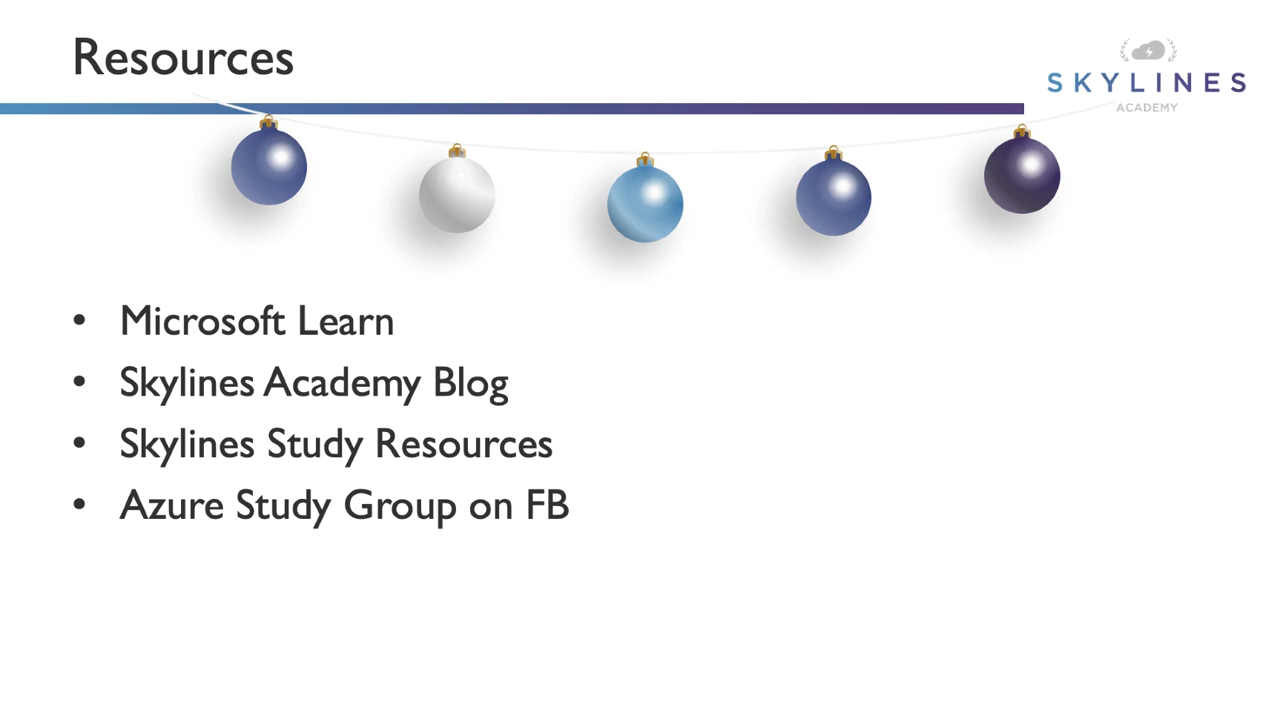 Resources
SKYLINES
ACADEMY
• Microsoft Learn
• Skylines Academy Blog
• Skylines Study Resources
• Azure Study Group on FB